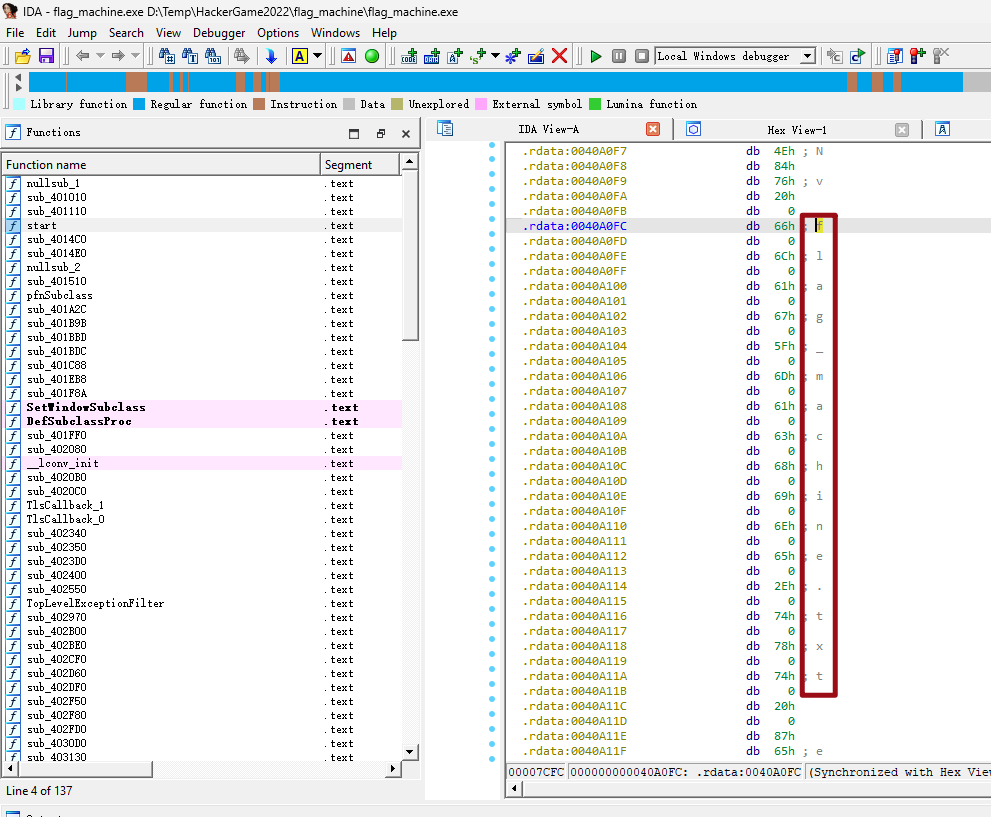 IDA - flag_machine.exe D:\Temp\HackerGame2022\flag_machine\flag_machine.exe
File Edit Jump Search View Debugger Options Windows Help
Local Windows debugger
Library function Regular function Instruction Data Unexplored External symbol Lumina function
Functions
Function name Segment
nullsub_1 .text
sub_401010 .text
sub_401110 .text
start .text
sub_4014C0 .text
sub_4014E0 .text
nullsub_2 .text
sub_401510 .text
pfnSubclass .text
sub_401A2C .text
sub_401B9B .text
sub_401BBD .text
sub_401BDC .text
sub_401C88 .text
sub_401EB8 .text
sub_401F8A .text
SetWindowSubclass .text
DefSubclassProc .text
sub_401FF0 .text
sub_402080 .text
__lconv_init .text
sub_4020B0 .text
sub_4020C0 .text
TlsCallback_1 .text
TlsCallback_0 .text
sub_402340 .text
sub_402350 .text
sub_4023D0 .text
sub_402400 .text
sub_402550 .text
TopLevelExceptionFilter .text
sub_402970 .text
sub_402B00 .text
sub_402BE0 .text
sub_402CF0 .text
sub_402D60 .text
sub_402DF0 .text
sub_402F50 .text
sub_402F80 .text
sub_402FD0 .text
sub_4030D0 .text
sub_403130 .text
Line 4 of 137
IDA View-A Hex View-1
.rdata:0040A0F7 db 4Eh ; N
.rdata:0040A0F8 db 84h
.rdata:0040A0F9 db 76h ; v
.rdata:0040A0FA db 20h
.rdata:0040A0FB db 0
.rdata:0040A0FC db 66h ; f
.rdata:0040A0FD db 0
.rdata:0040A0FE db 6Ch ; l
.rdata:0040A0FF db 0
.rdata:0040A100 db 61h ; a
.rdata:0040A101 db 0
.rdata:0040A102 db 67h ; g
.rdata:0040A103 db 0
.rdata:0040A104 db 5Fh ; _
.rdata:0040A105 db 0
.rdata:0040A106 db 6Dh ; m
.rdata:0040A107 db 0
.rdata:0040A108 db 61h ; a
.rdata:0040A109 db 0
.rdata:0040A10A db 63h ; c
.rdata:0040A10B db 0
.rdata:0040A10C db 68h ; h
.rdata:0040A10D db 0
.rdata:0040A10E db 69h ; i
.rdata:0040A10F db 0
.rdata:0040A110 db 6Eh ; n
.rdata:0040A111 db 0
.rdata:0040A112 db 65h ; e
.rdata:0040A113 db 0
.rdata:0040A114 db 2Eh ; .
.rdata:0040A115 db 0
.rdata:0040A116 db 74h ; t
.rdata:0040A117 db 0
.rdata:0040A118 db 78h ; x
.rdata:0040A119 db 0
.rdata:0040A11A db 74h ; t
.rdata:0040A11B db 0
.rdata:0040A11C db 20h
.rdata:0040A11D db 0
.rdata:0040A11E db 87h
.rdata:0040A11F db 65h ; e
00007CFC 000000000040A0FC: .rdata:0040A0FC (Synchronized with Hex View